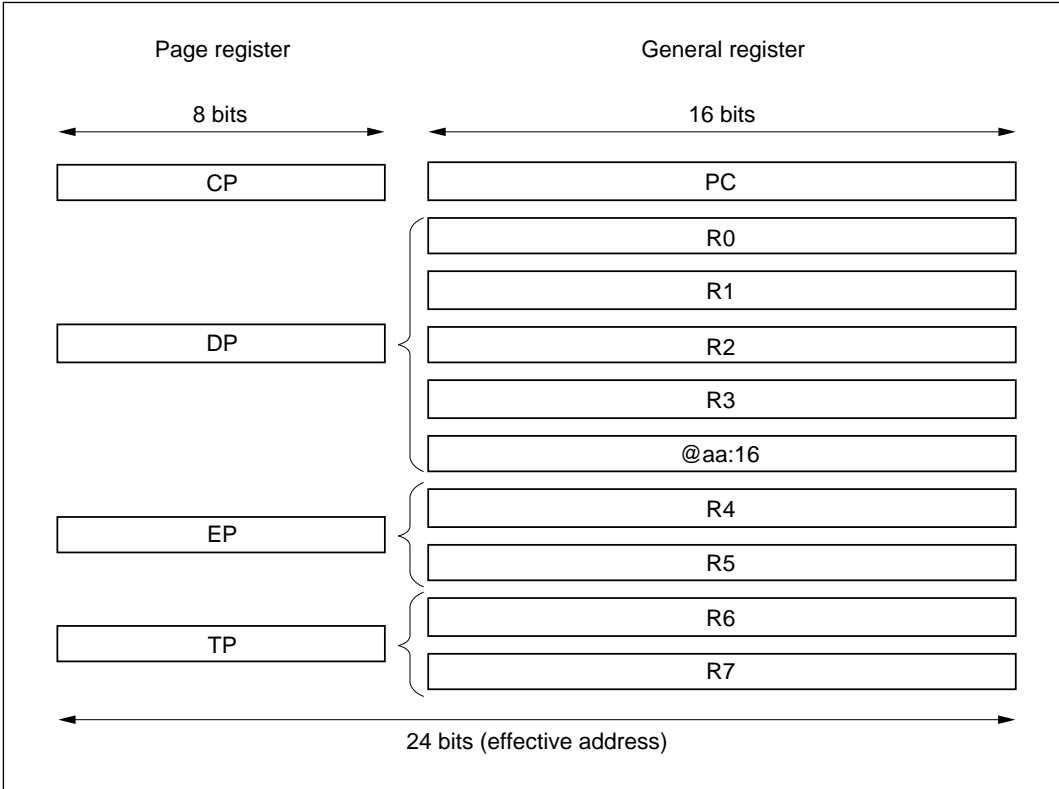 Page register General register
8 bits 16 bits
CP PC
R0
R1
DP R2
R3
@aa:16
R4
EP
R5
R6
TP
R7
24 bits (effective address)